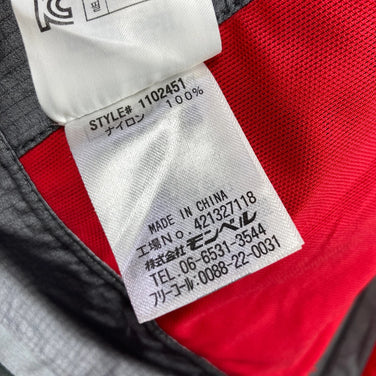 STYLE# 1102451
ナイロン 100%
MADE IN CHINA
工場No.421327118
株式会社モンベル
TEL.06-6531-3544
フリーコール.0088-22-0031